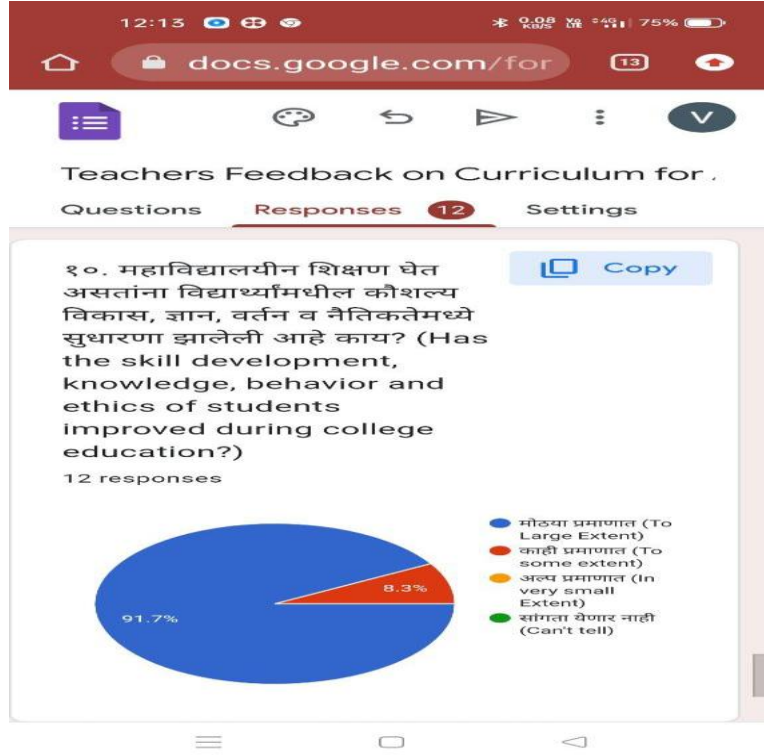 12:13
0.08 KB/S
Vo LTE
4G
75%
docs.google.com/for
13
V
Teachers Feedback on Curriculum for
Questions Responses 12 Settings
१०. महाविद्यालयीन शिक्षण घेत
असतांना विद्यार्थ्यांमधील कौशल्य
विकास, ज्ञान, वर्तन व नैतिकतेमध्ये
सुधारणा झालेली आहे काय? (Has
the skill development,
knowledge, behavior and
ethics of students
improved during college
education?)
Copy
12 responses
91.7%
8.3%
मोठया प्रमाणात (To
Large Extent)
काही प्रमाणात (To
some extent)
अल्प प्रमाणात (In
very small
Extent)
सांगता येणार नाही
(Can't tell)